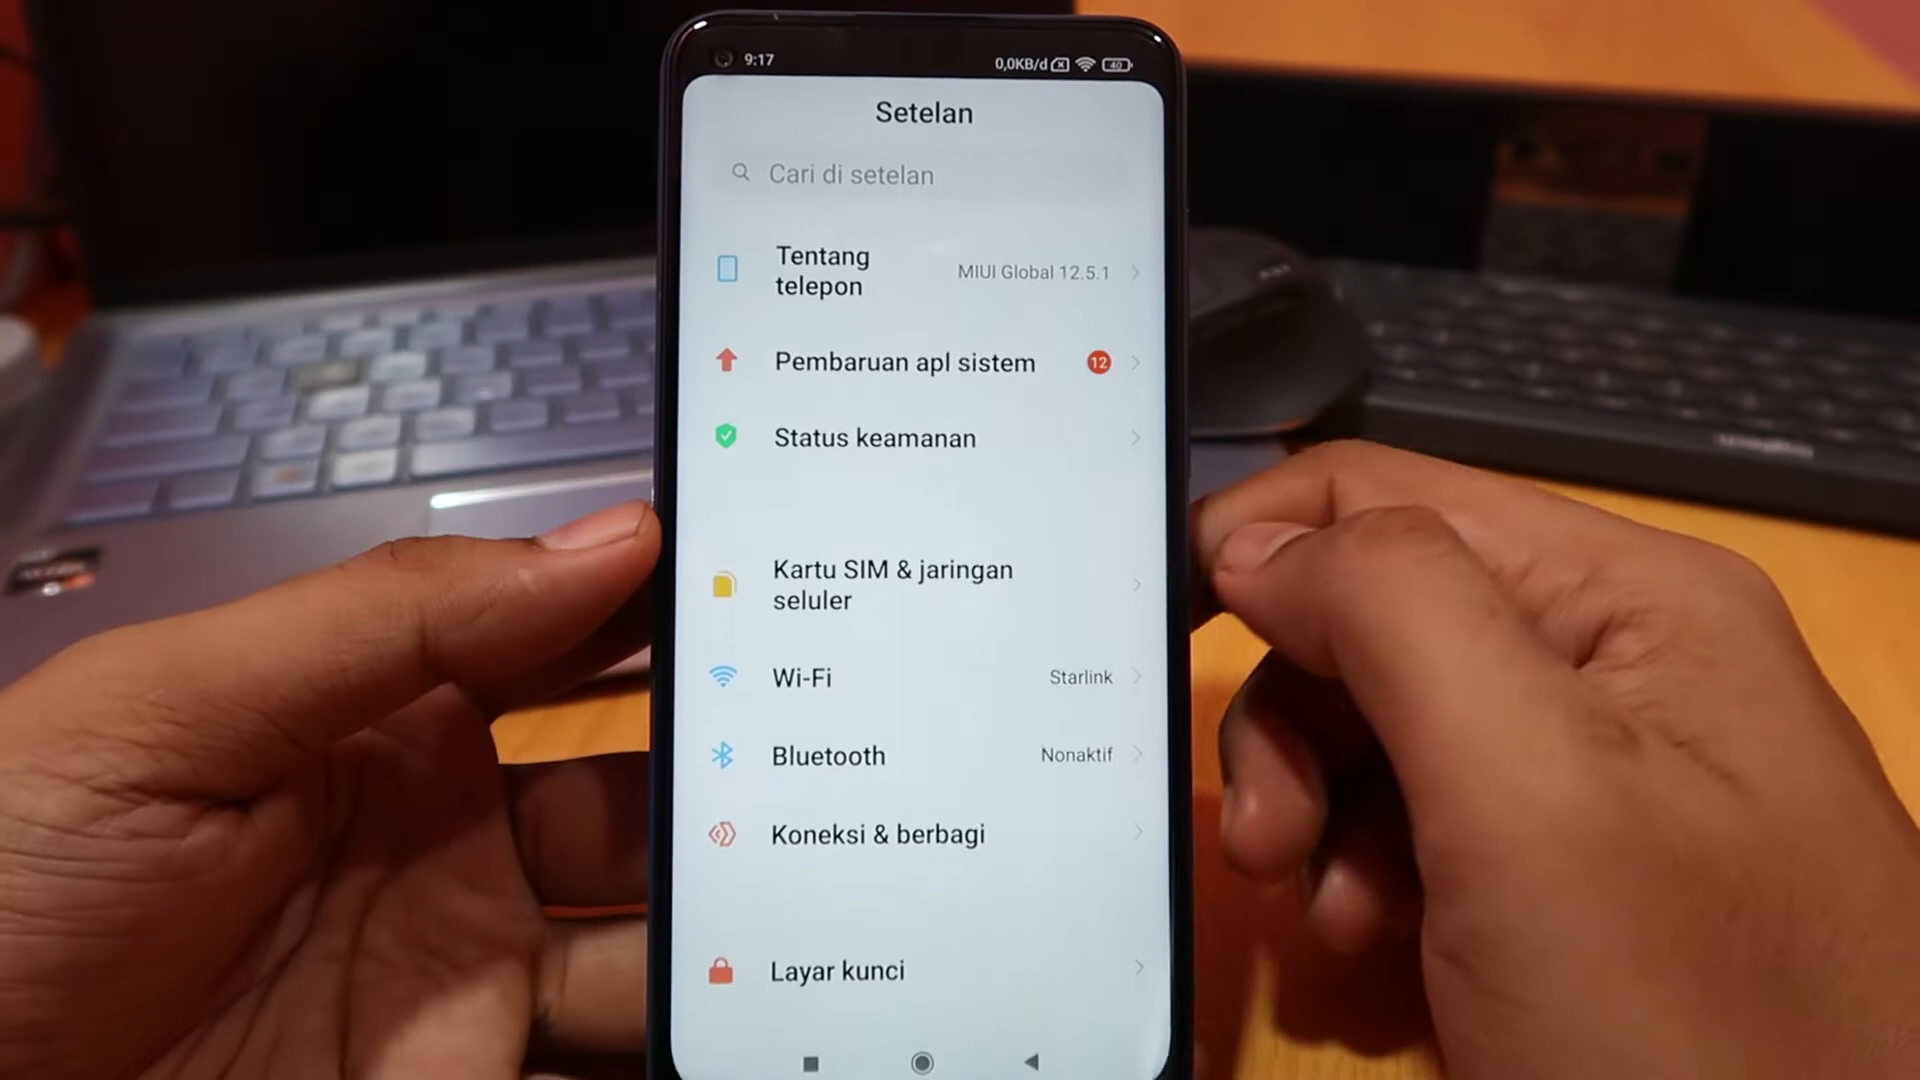 9:17
0,0KB/d
40
Setelan
Cari di setelan
Tentang
telepon
MIUI Global 12.5.1
Pembaruan apl sistem
12
Status keamanan
Kartu SIM & jaringan
seluler
Wi-Fi
Starlink
Bluetooth
Nonaktif
Koneksi & berbagi
Layar kunci